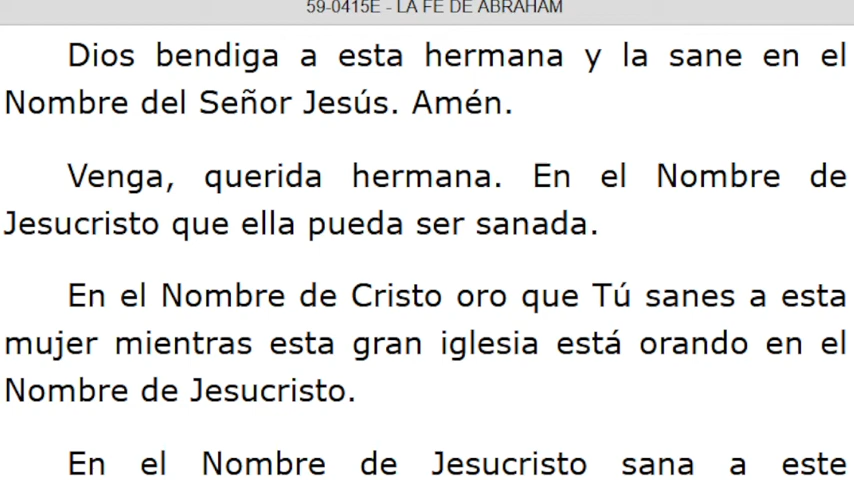 59-0415E - LA FE DE ABRAHAM
Dios bendiga a esta hermana y la sane en el
Nombre del Señor Jesús. Amén.
Venga, querida hermana. En el Nombre de
Jesucristo que ella pueda ser sanada.
En el Nombre de Cristo oro que Tú sanes a esta
mujer mientras esta gran iglesia está orando en el
Nombre de Jesucristo.
En el Nombre de Jesucristo sana a este